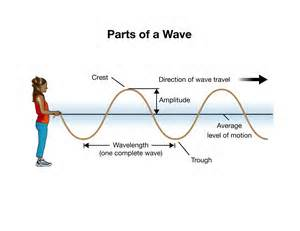 Parts of a Wave
Crest
Direction of wave travel
Amplitude
Wavelength
(one complete wave)
Average
level of motion
Trough